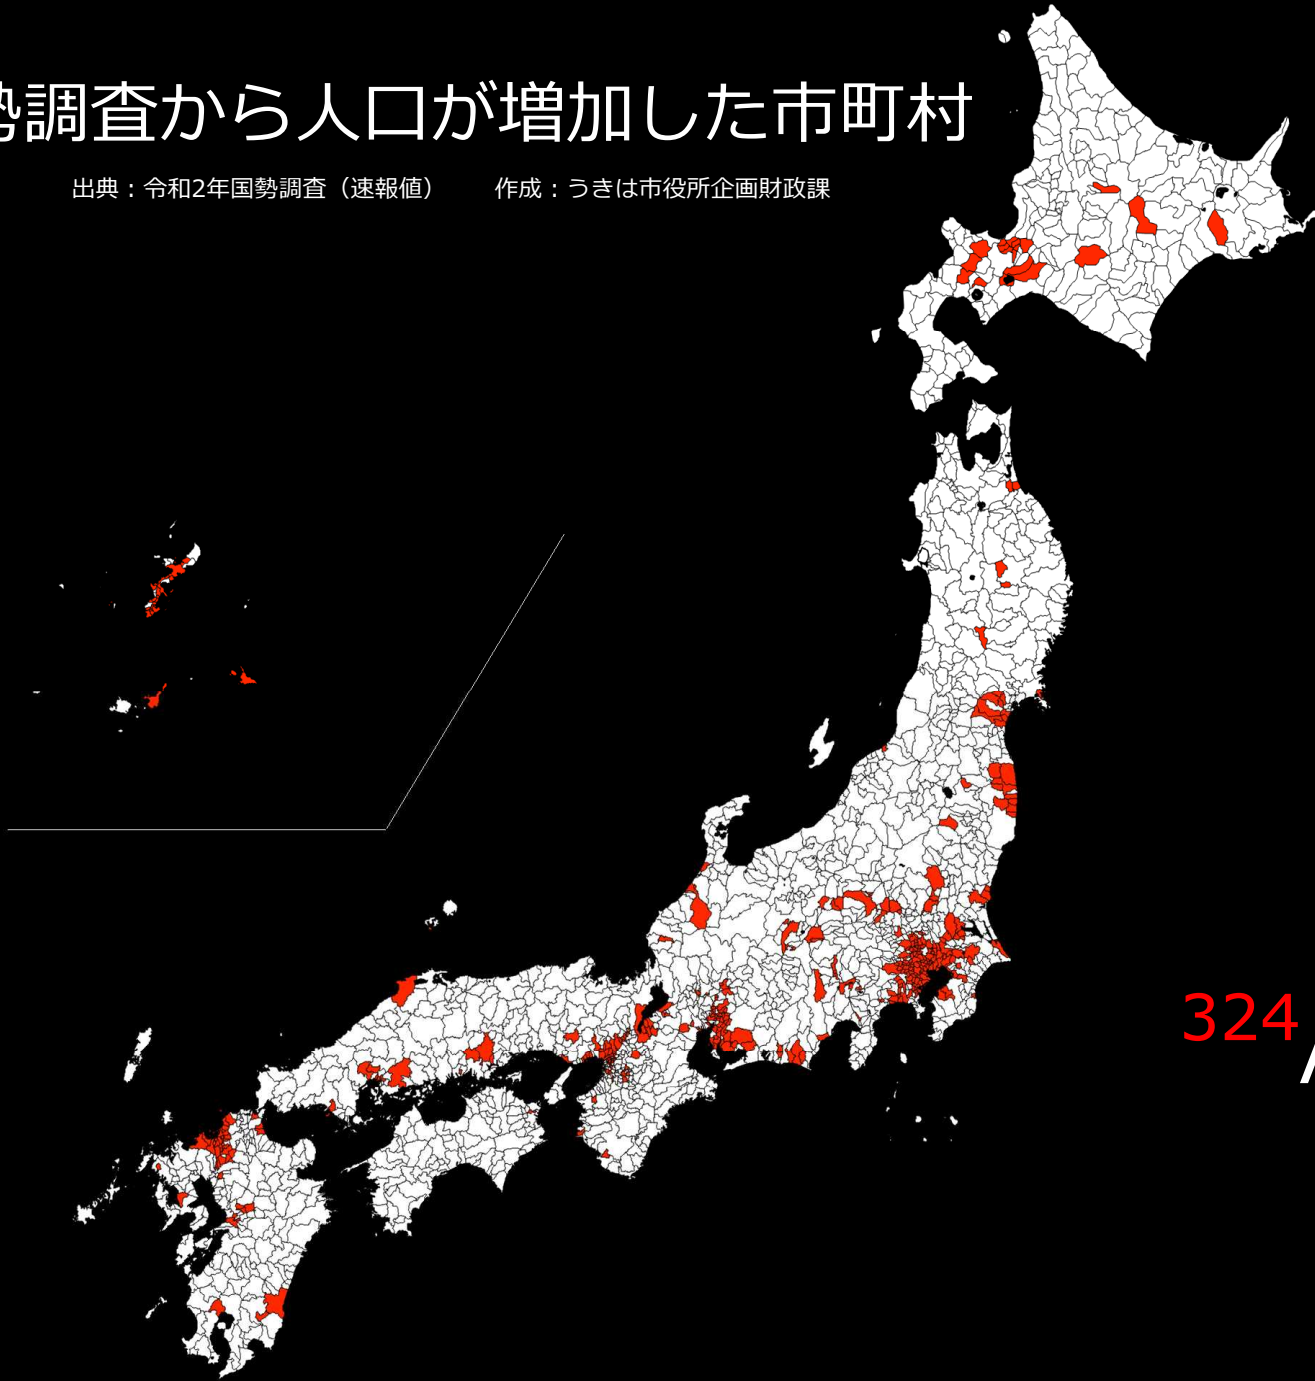 勢調査から人口が増加した市町村
出典：令和2年国勢調査（速報値） 作成：うきは市役所企画財政課
324/